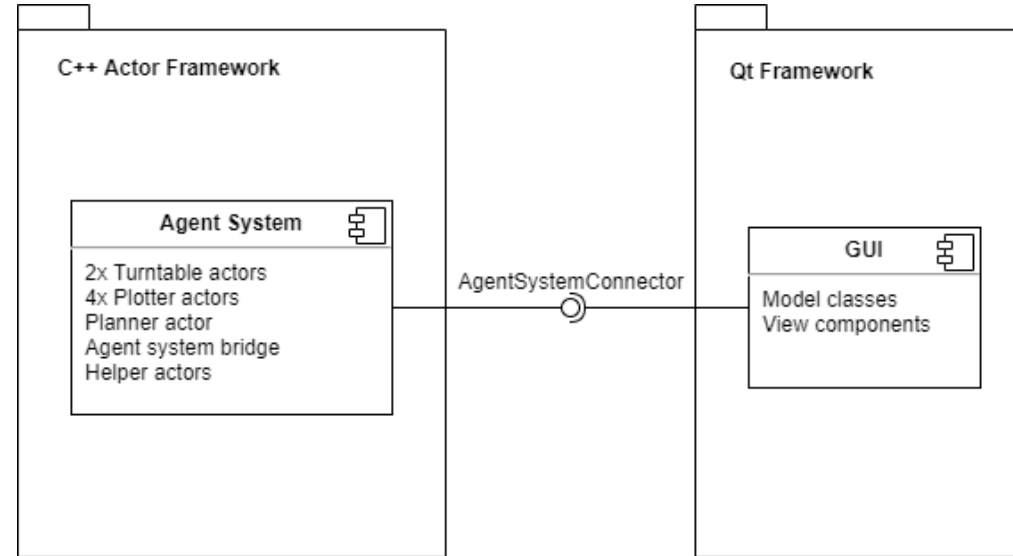 C++ Actor Framework
Agent System
2x Turntable actors
4x Plotter actors
Planner actor
Agent system bridge
Helper actors
AgentSystemConnector
Qt Framework
GUI
Model classes
View components